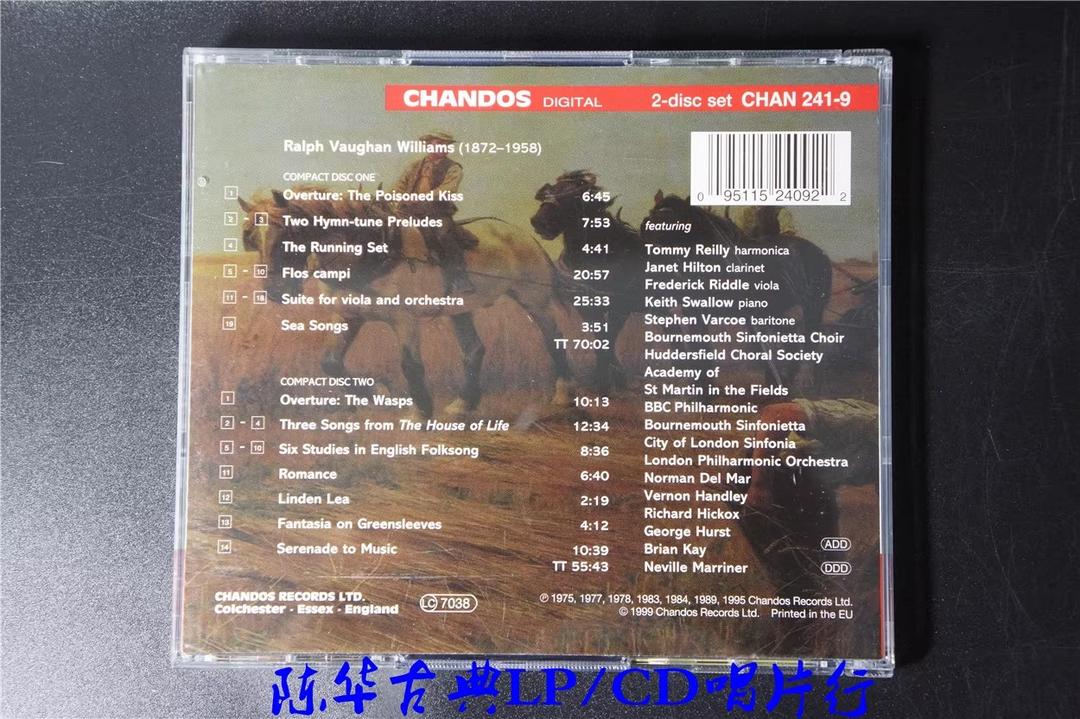 CHANDOS DIGITAL 2-disc set CHAN 241-9
Ralph Vaughan Williams (1872–1958)
COMPACT DISC ONE
1 Overture: The Poisoned Kiss 6:45
2 - 3 Two Hymn-tune Preludes 7:53
4 The Running Set 4:41
5 - 10 Flos campi 20:57
11 - 18 Suite for viola and orchestra 25:33
19 Sea Songs 3:51
TT 70:02
COMPACT DISC TWO
1 Overture: The Wasps 10:13
2 - 4 Three Songs from The House of Life 12:34
5 - 10 Six Studies in English Folksong 8:36
11 Romance 6:40
12 Linden Lea 2:19
13 Fantasia on Greensleeves 4:12
14 Serenade to Music 10:39
TT 55:43
0 95115 24092 2
featuring
Tommy Reilly harmonica
Janet Hilton clarinet
Frederick Riddle viola
Keith Swallow piano
Stephen Varcoe baritone
Bournemouth Sinfonietta Choir
Huddersfield Choral Society
Academy of
St Martin in the Fields
BBC Philharmonic
Bournemouth Sinfonietta
City of London Sinfonia
London Philharmonic Orchestra
Norman Del Mar
Vernon Handley
Richard Hickox
George Hurst
Brian Kay
Neville Marriner
ADD
DDD
CHANDOS RECORDS LTD.
Colchester · Essex · England
LC 7038
℗ 1975, 1977, 1978, 1983, 1984, 1989, 1995 Chandos Records Ltd.
© 1999 Chandos Records Ltd. Printed in the EU
陈华古典LP/CD唱片行